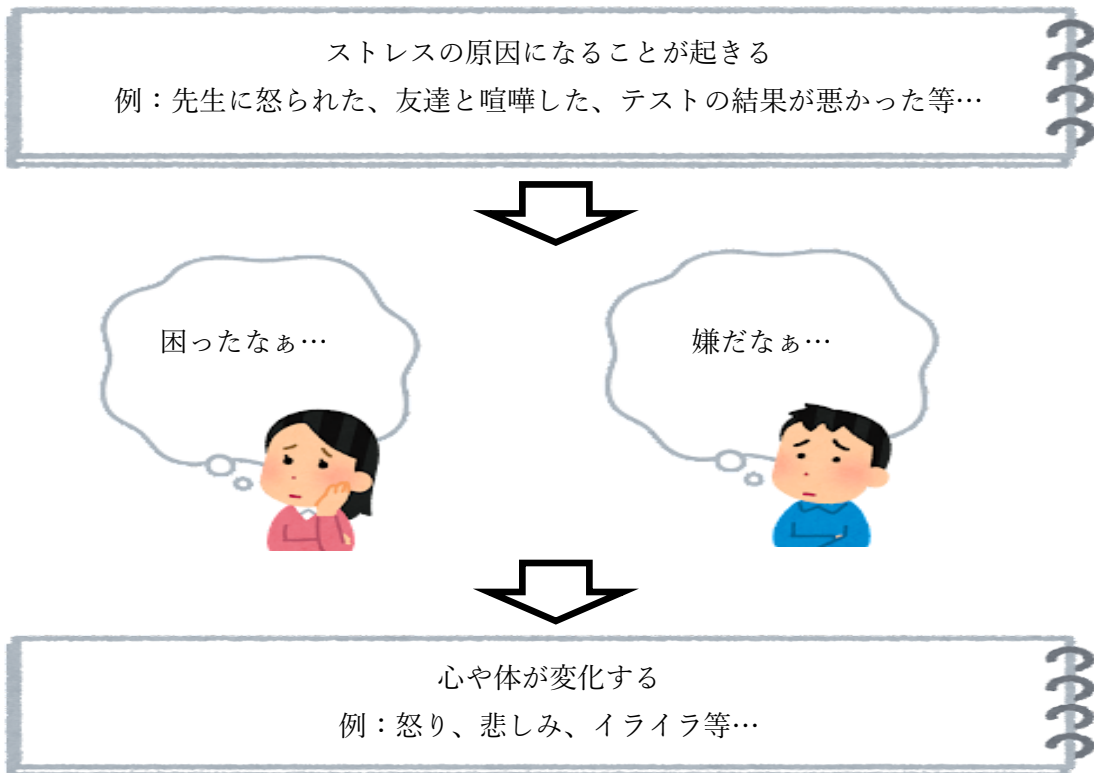 ストレスの原因になることが起きる
例：先生に怒られた、友達と喧嘩した、テストの結果が悪かった等…
困ったなぁ…
嫌だなぁ…
心や体が変化する
例：怒り、悲しみ、イライラ等…